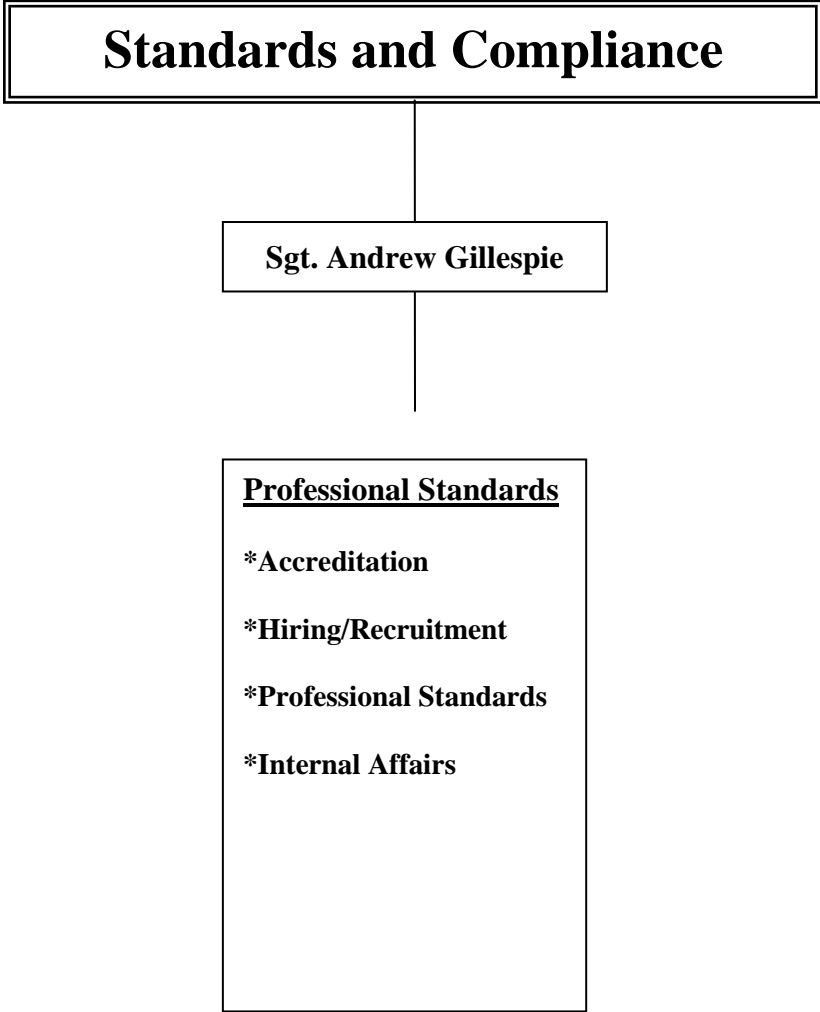 Standards and Compliance
Sgt. Andrew Gillespie
Professional Standards
*Accreditation
*Hiring/Recruitment
*Professional Standards
*Internal Affairs